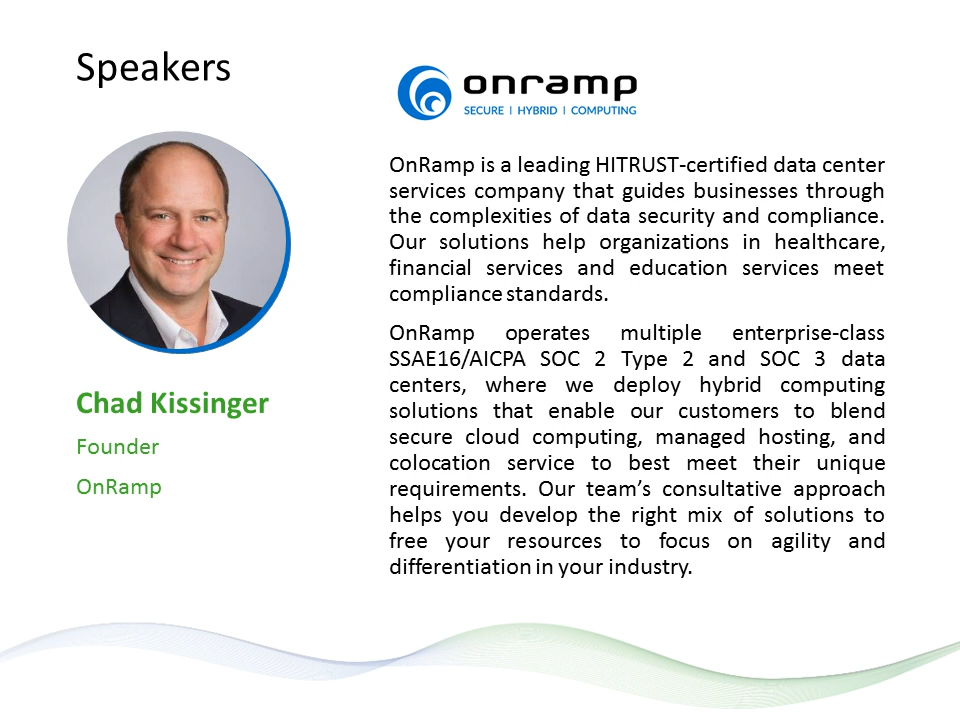 Speakers
onramp
SECURE | HYBRID | COMPUTING
OnRamp is a leading HITRUST-certified data center
services company that guides businesses through
the complexities of data security and compliance.
Our solutions help organizations in healthcare,
financial services and education services meet
compliance standards.
OnRamp operates multiple enterprise-class
SSAE16/AICPA SOC 2 Type 2 and SOC 3 data
centers, where we deploy hybrid computing
solutions that enable our customers to blend
secure cloud computing, managed hosting, and
colocation service to best meet their unique
requirements. Our team’s consultative approach
helps you develop the right mix of solutions to
free your resources to focus on agility and
differentiation in your industry.
Chad Kissinger
Founder
OnRamp